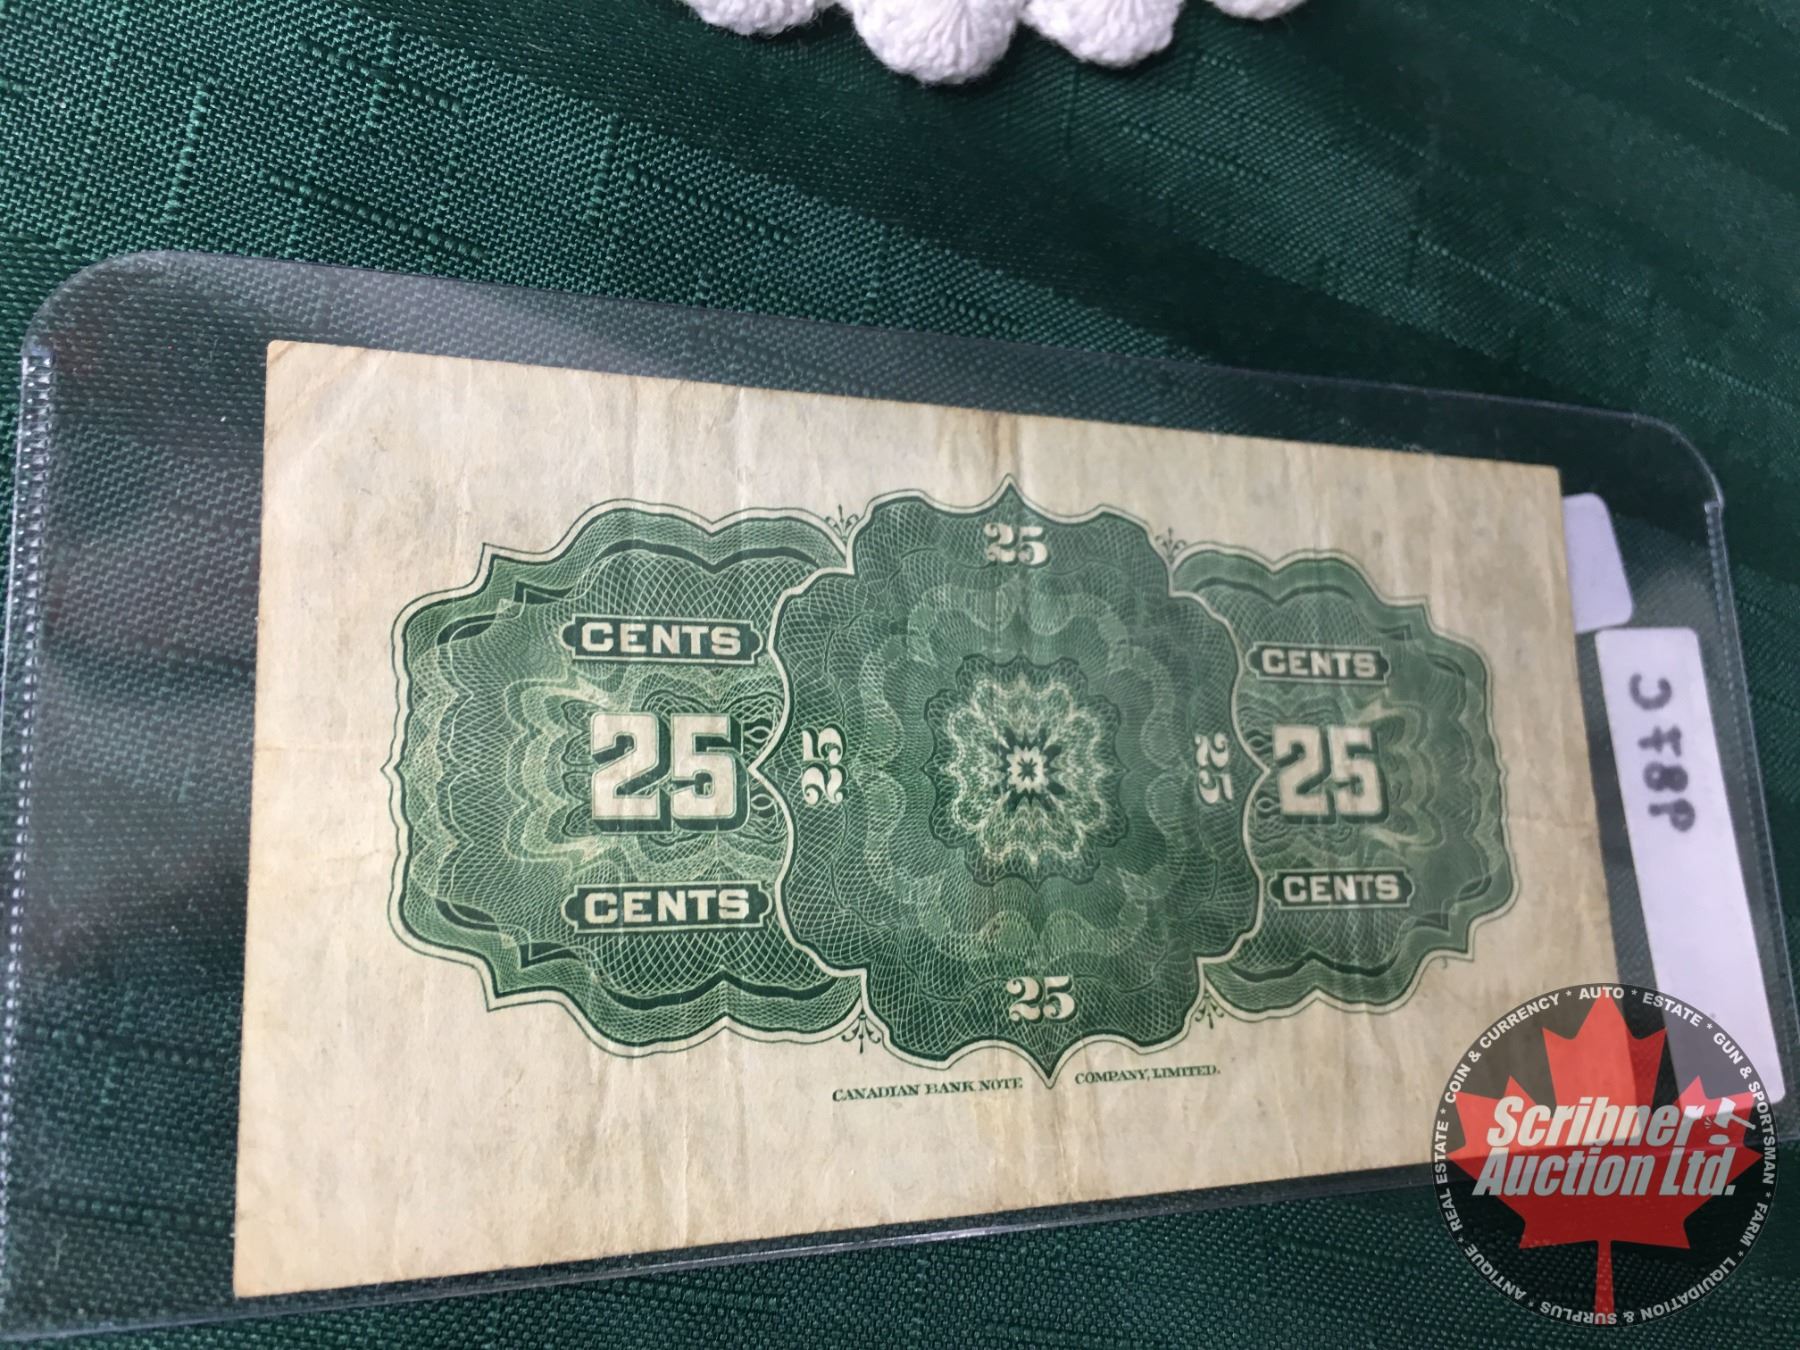 25
CENTS
CENTS
25
25
25
25
CENTS
CENTS
25
CANADIAN BANK NOTE COMPANY, LIMITED.
Scribner
Auction Ltd.
COIN & CURRENCY * AUTO * ESTATE * GUN & SPORTSMAN * FARM * LIQUIDATION & SURPLUS * ANTIQUE * REAL ESTATE *